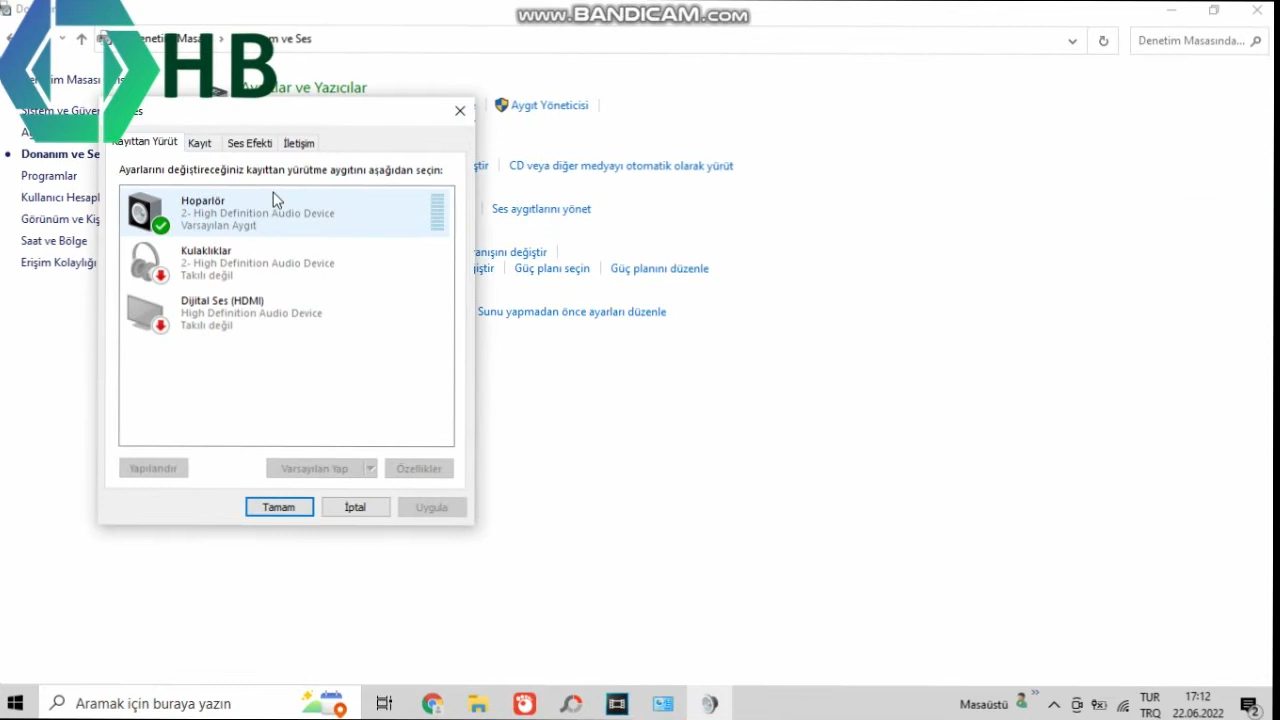 www.BANDICAM.com
HB
Denetim Masasında...
Aygıt Yöneticisi
Sistem ve Güven
Kayıttan Yürüt
Kayıt
Ses Efekti
İletişim
Donanım ve Se
CD veya diğer medyayı otomatik olarak yürüt
Ayarlarını değiştireceğiniz kayıttan yürütme aygıtını aşağıdan seçin:
Programlar
Kullanıcı Hesapl
Hoparlör
2- High Definition Audio Device
Varsayılan Aygıt
Ses aygıtlarını yönet
Görünüm ve Kiş
Saat ve Bölge
Kulaklıklar
2- High Definition Audio Device
Takılı değil
Erişim Kolaylığı
Güç planı seçin
Güç planını düzenle
Dijital Ses (HDMI)
High Definition Audio Device
Takılı değil
Sunu yapmadan önce ayarları düzenle
Yapılandır
Varsayılan Yap
Özellikler
Tamam
İptal
Uygula
Aramak için buraya yazın
Masaüstü
TUR
TRQ
17:12
22.06.2022
2